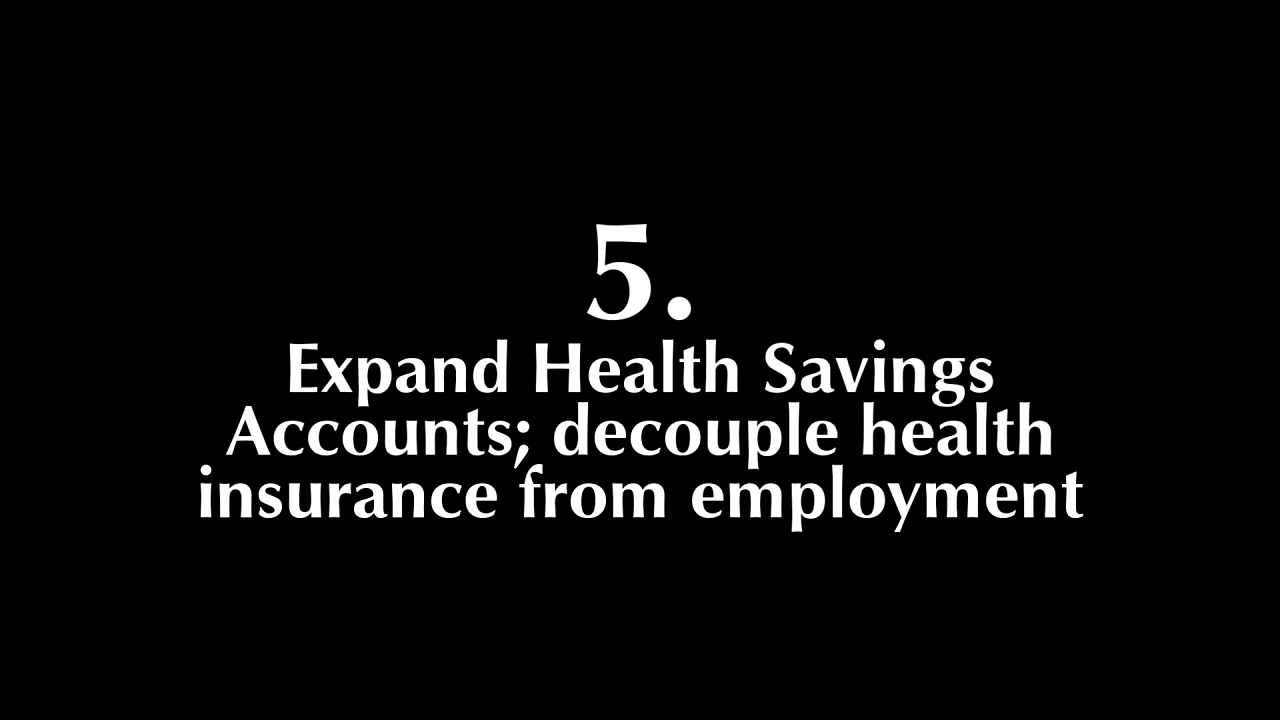 5.
Expand Health Savings
Accounts; decouple health
insurance from employment